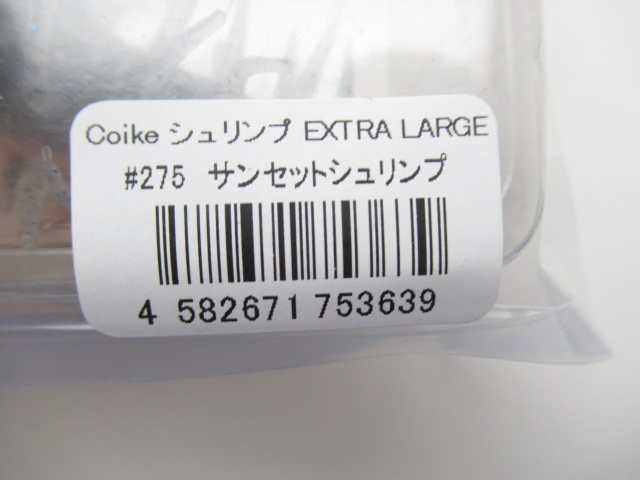 Coike シュリンプ EXTRA LARGE
#275 サンセットシュリンプ
4 582671 753639